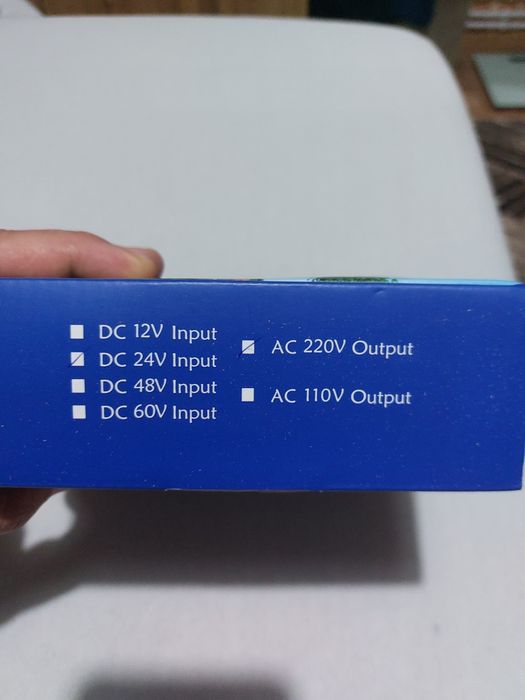 DC 12V Input
DC 24V Input
DC 48V Input
DC 60V Input
AC 220V Output
AC 110V Output